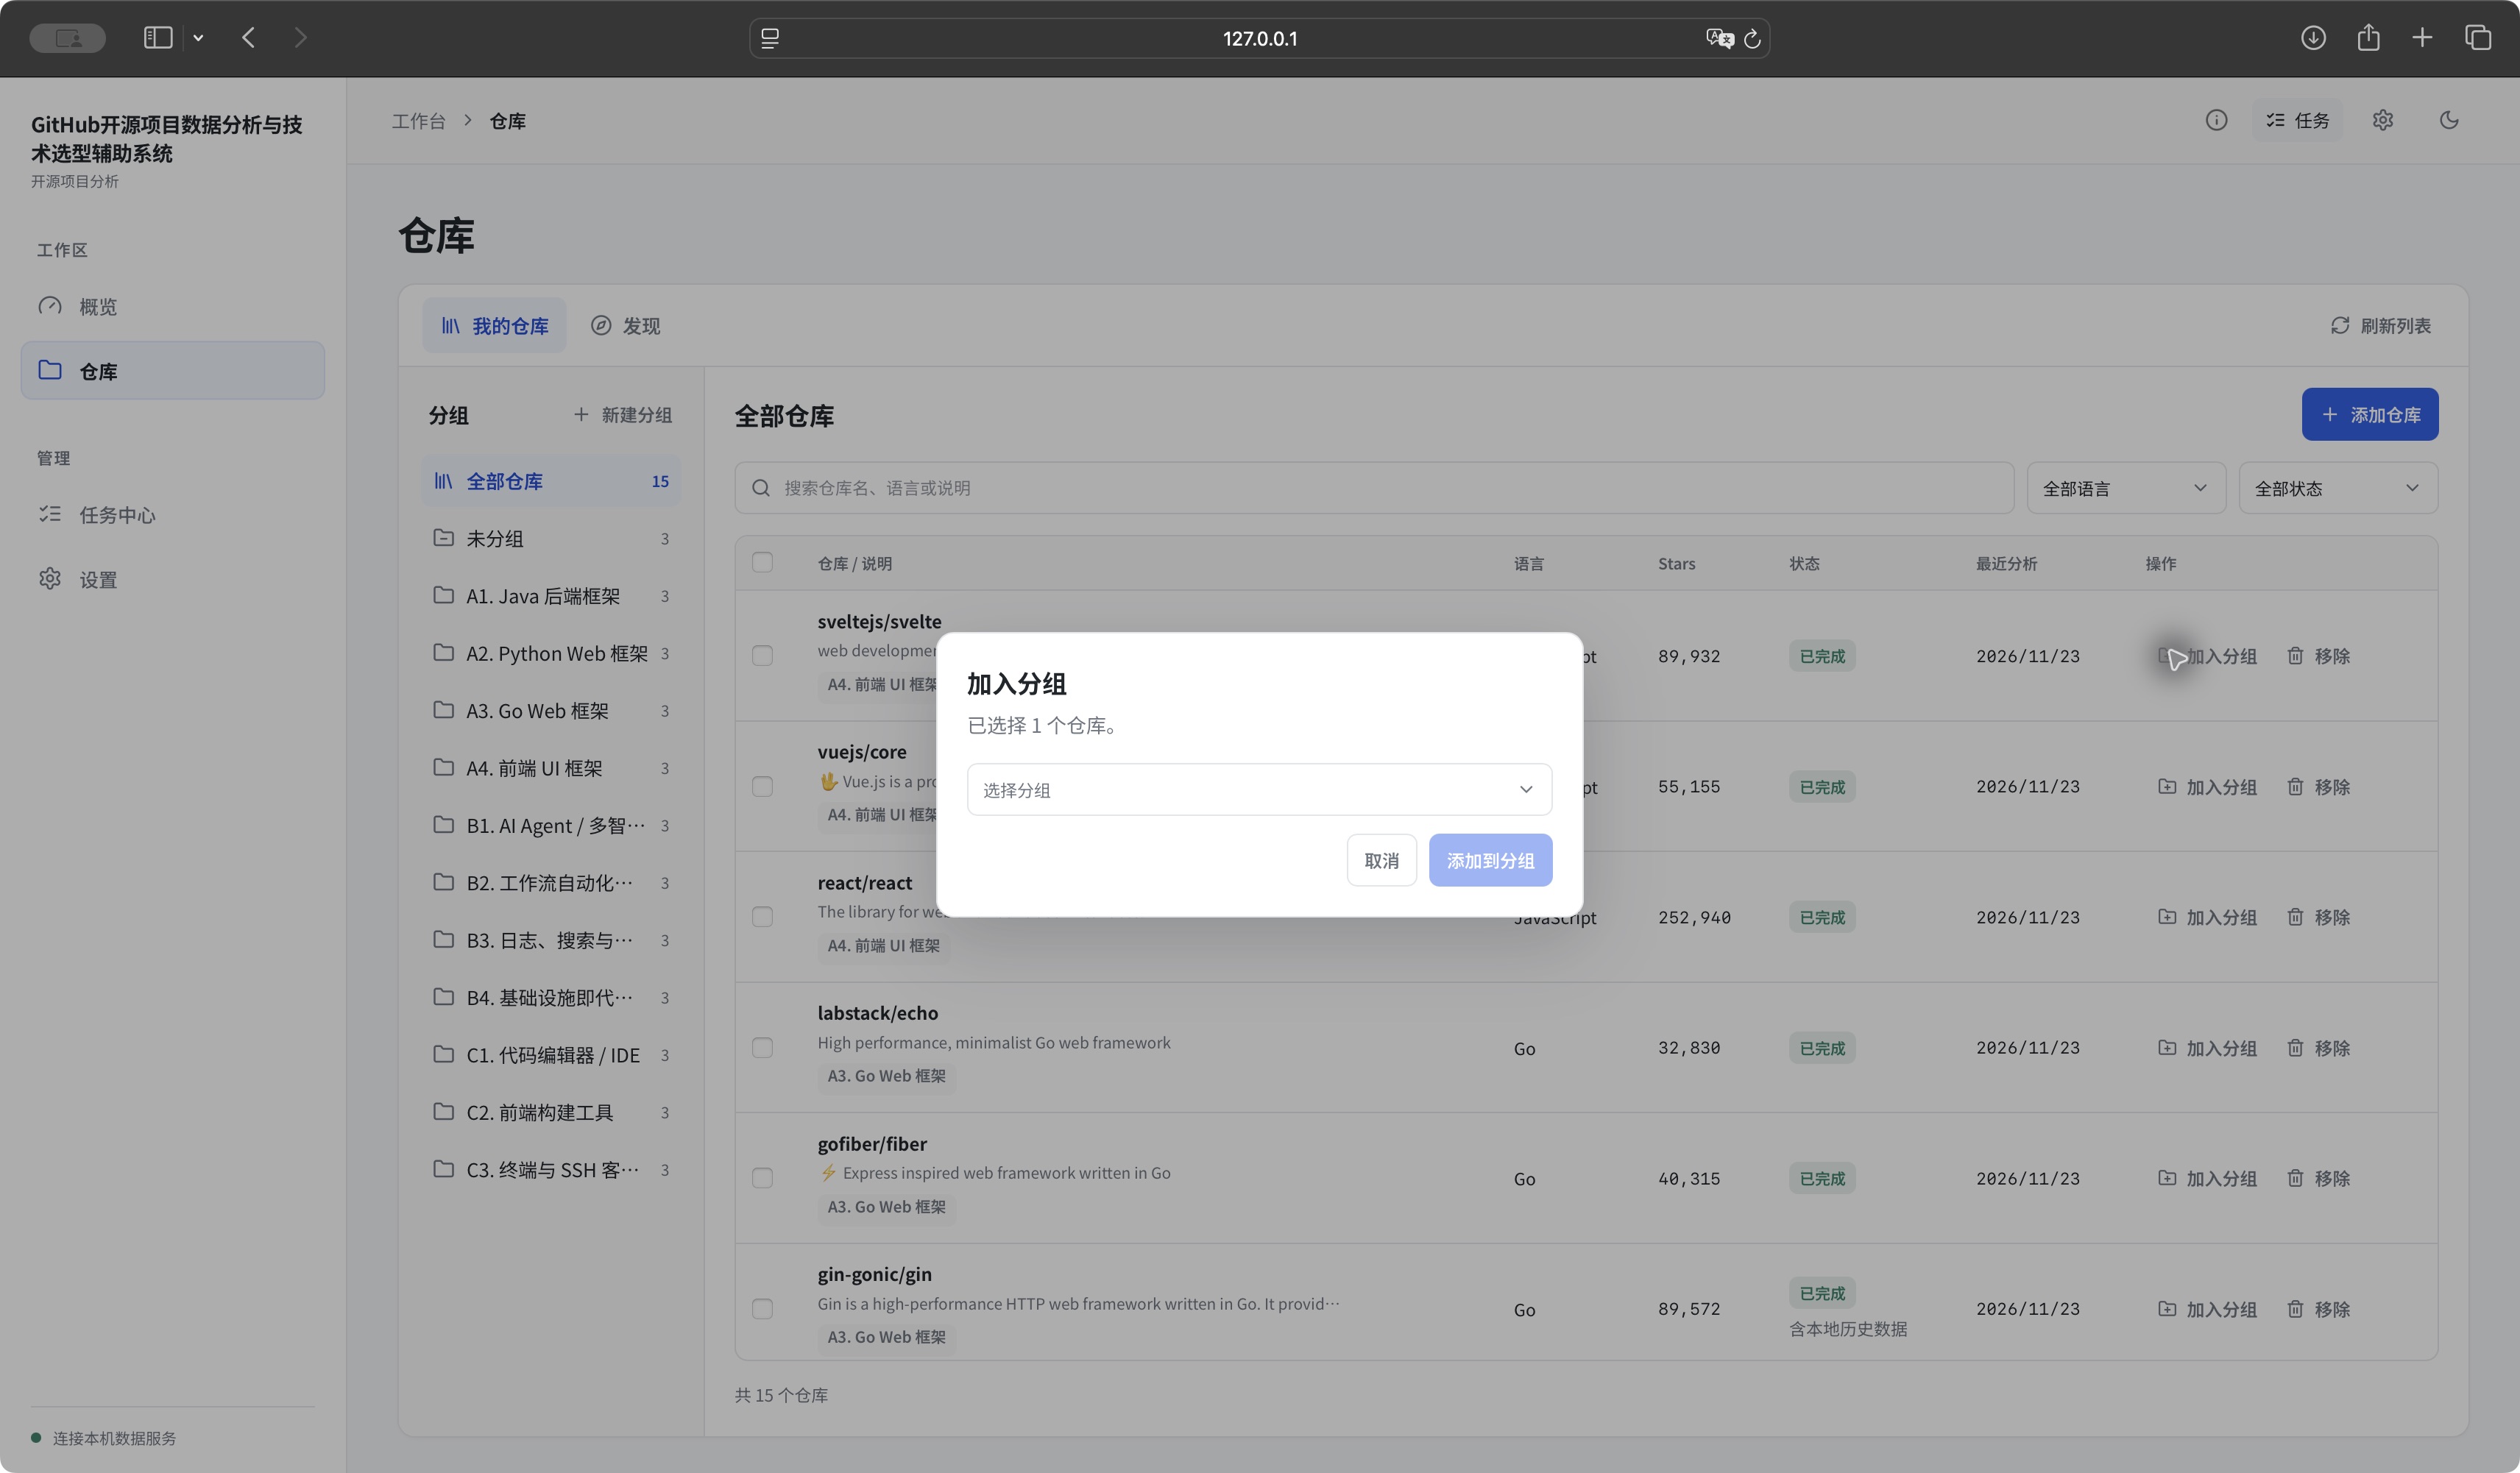 127.0.0.1
GitHub开源项目数据分析与技
术选型辅助系统
开源项目分析
工作区
概览
仓库
管理
任务中心
设置
连接本机数据服务
工作台 > 仓库
任务
仓库
我的仓库
发现
刷新列表
分组
新建分组
全部仓库 15
未分组 3
A1. Java 后端框架 3
A2. Python Web 框架 3
A3. Go Web 框架 3
A4. 前端 UI 框架 3
B1. AI Agent / 多智… 3
B2. 工作流自动化… 3
B3. 日志、搜索与… 3
B4. 基础设施即代… 3
C1. 代码编辑器 / IDE 3
C2. 前端构建工具 3
C3. 终端与 SSH 客… 3
全部仓库
添加仓库
搜索仓库名、语言或说明
全部语言
全部状态
仓库 / 说明 语言 Stars 状态 最近分析 操作
sveltejs/svelte
web developme
A4. 前端 UI 框架
pt 89,932 已完成 2026/11/23 加入分组 移除
vuejs/core
🖖 Vue.js is a pro
A4. 前端 UI 框架
pt 55,155 已完成 2026/11/23 加入分组 移除
react/react
The library for we
A4. 前端 UI 框架
JavaScript 252,940 已完成 2026/11/23 加入分组 移除
labstack/echo
High performance, minimalist Go web framework
A3. Go Web 框架
Go 32,830 已完成 2026/11/23 加入分组 移除
gofiber/fiber
⚡ Express inspired web framework written in Go
A3. Go Web 框架
Go 40,315 已完成 2026/11/23 加入分组 移除
gin-gonic/gin
Gin is a high-performance HTTP web framework written in Go. It provid…
A3. Go Web 框架
Go 89,572 已完成 2026/11/23 加入分组 移除
含本地历史数据
共 15 个仓库
加入分组
已选择 1 个仓库。
选择分组
取消
添加到分组